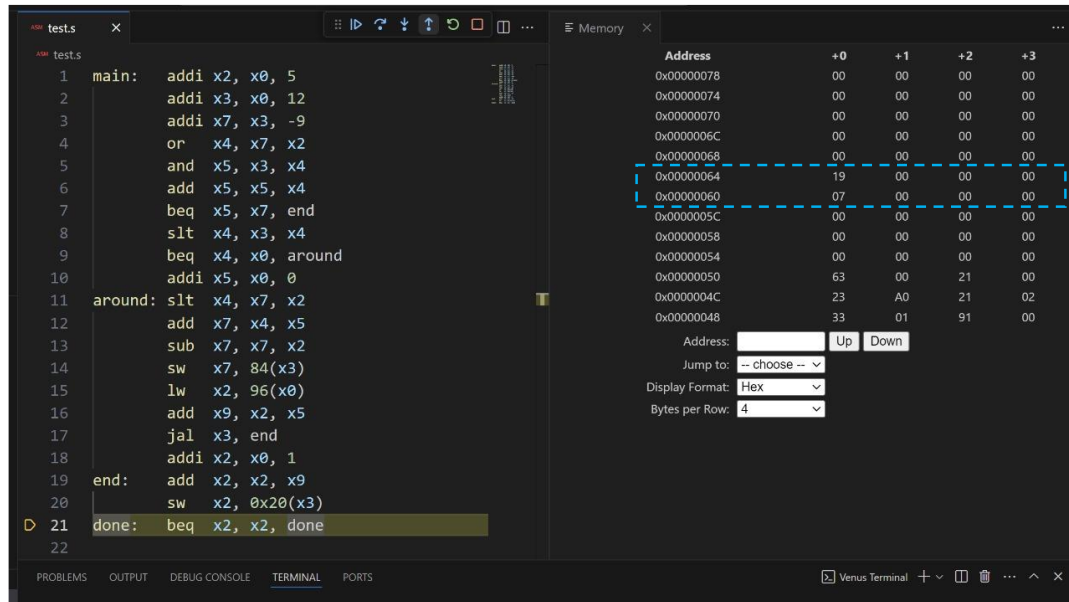 ASM test.s ×
ASM test.s
1 main: addi x2, x0, 5
2 addi x3, x0, 12
3 addi x7, x3, -9
4 or x4, x7, x2
5 and x5, x3, x4
6 add x5, x5, x4
7 beq x5, x7, end
8 slt x4, x3, x4
9 beq x4, x0, around
10 addi x5, x0, 0
11 around: slt x4, x7, x2
12 add x7, x4, x5
13 sub x7, x7, x2
14 sw x7, 84(x3)
15 lw x2, 96(x0)
16 add x9, x2, x5
17 jal x3, end
18 addi x2, x0, 1
19 end: add x2, x2, x9
20 sw x2, 0x20(x3)
21 done: beq x2, x2, done
22
Memory ×
Address +0 +1 +2 +3
0x00000078 00 00 00 00
0x00000074 00 00 00 00
0x00000070 00 00 00 00
0x0000006C 00 00 00 00
0x00000068 00 00 00 00
0x00000064 19 00 00 00
0x00000060 07 00 00 00
0x0000005C 00 00 00 00
0x00000058 00 00 00 00
0x00000054 00 00 00 00
0x00000050 63 00 21 00
0x0000004C 23 A0 21 02
0x00000048 33 01 91 00
Address: Up Down
Jump to: -- choose --
Display Format: Hex
Bytes per Row: 4
PROBLEMS OUTPUT DEBUG CONSOLE TERMINAL PORTS Venus Terminal